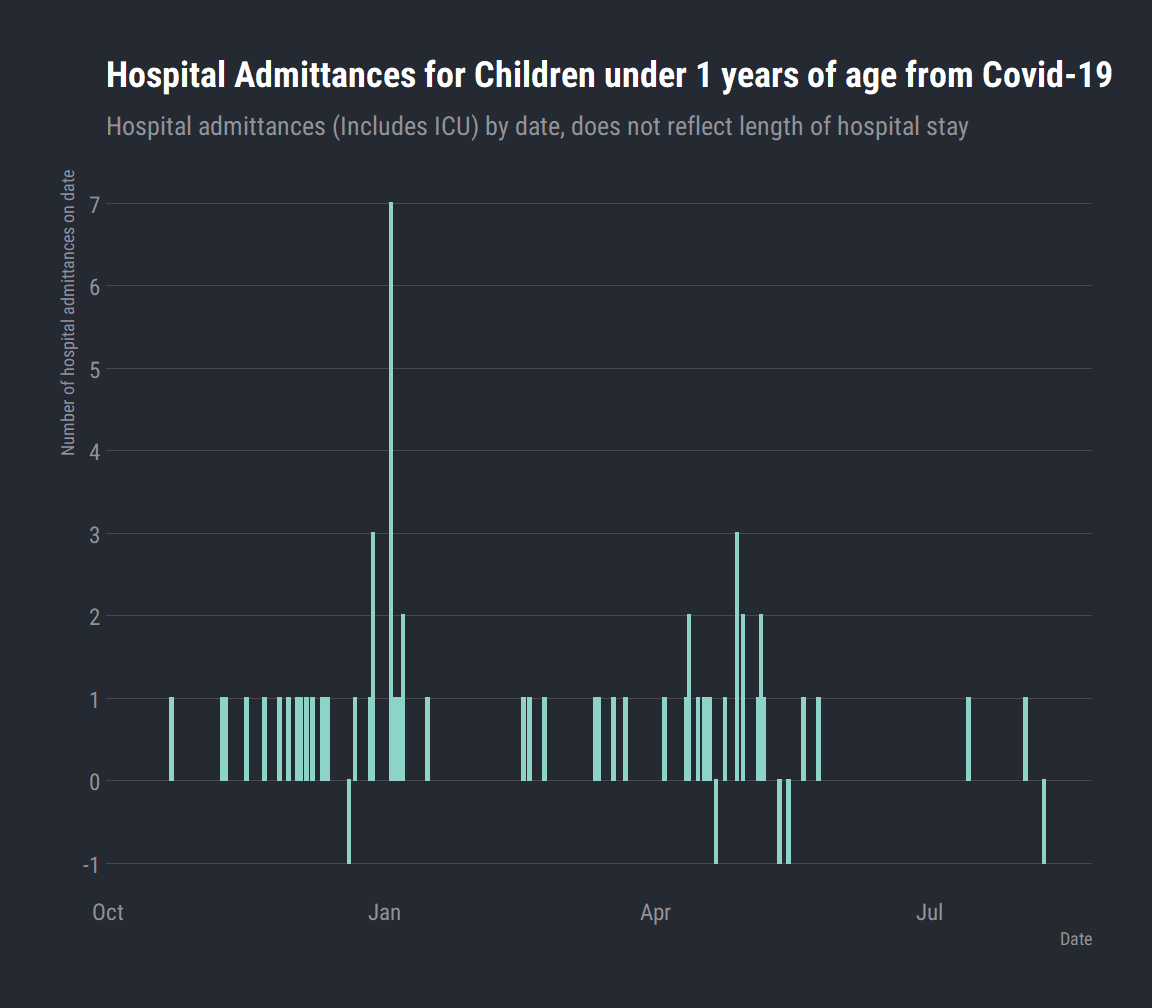 Hospital Admittances for Children under 1 years of age from Covid-19
Hospital admittances (Includes ICU) by date, does not reflect length of hospital stay
Number of hospital admittances on date
7
6
5
4
3
2
1
0
-1
Oct Jan Apr Jul
Date